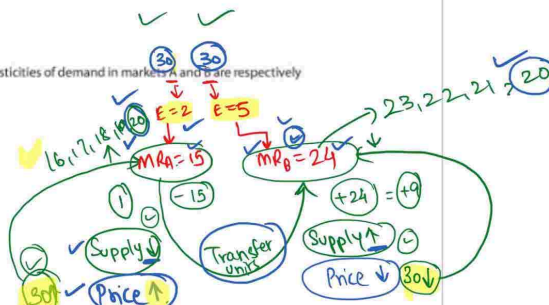 30 30
sticities of demand in markets A and B are respectively
E=2 E=5
23,22,21, 20
16,17,18,19 20
MRA=15 MRB=24
1 -15 +24 = +9
Supply↓ Transfer units Supply↑
30↑ Price↑ Price↓ 30↓